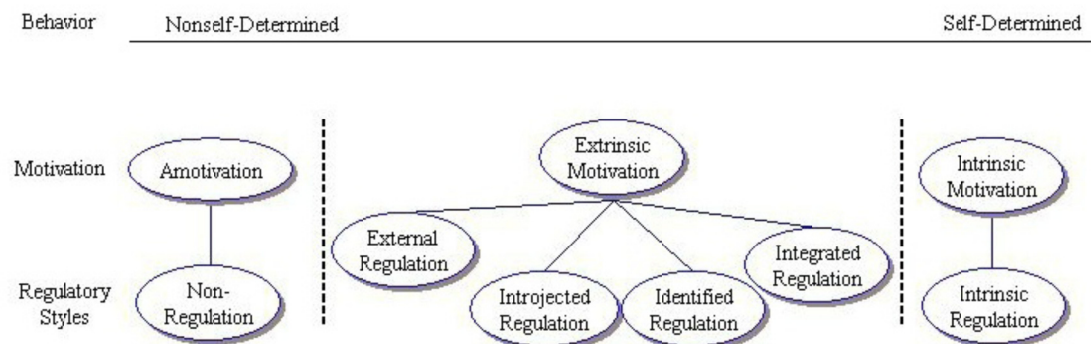 Behavior Nonself-Determined Self-Determined
Motivation Amotivation Extrinsic Motivation Intrinsic Motivation
External Regulation Integrated Regulation
Regulatory Styles Non-Regulation Introjected Regulation Identified Regulation Intrinsic Regulation